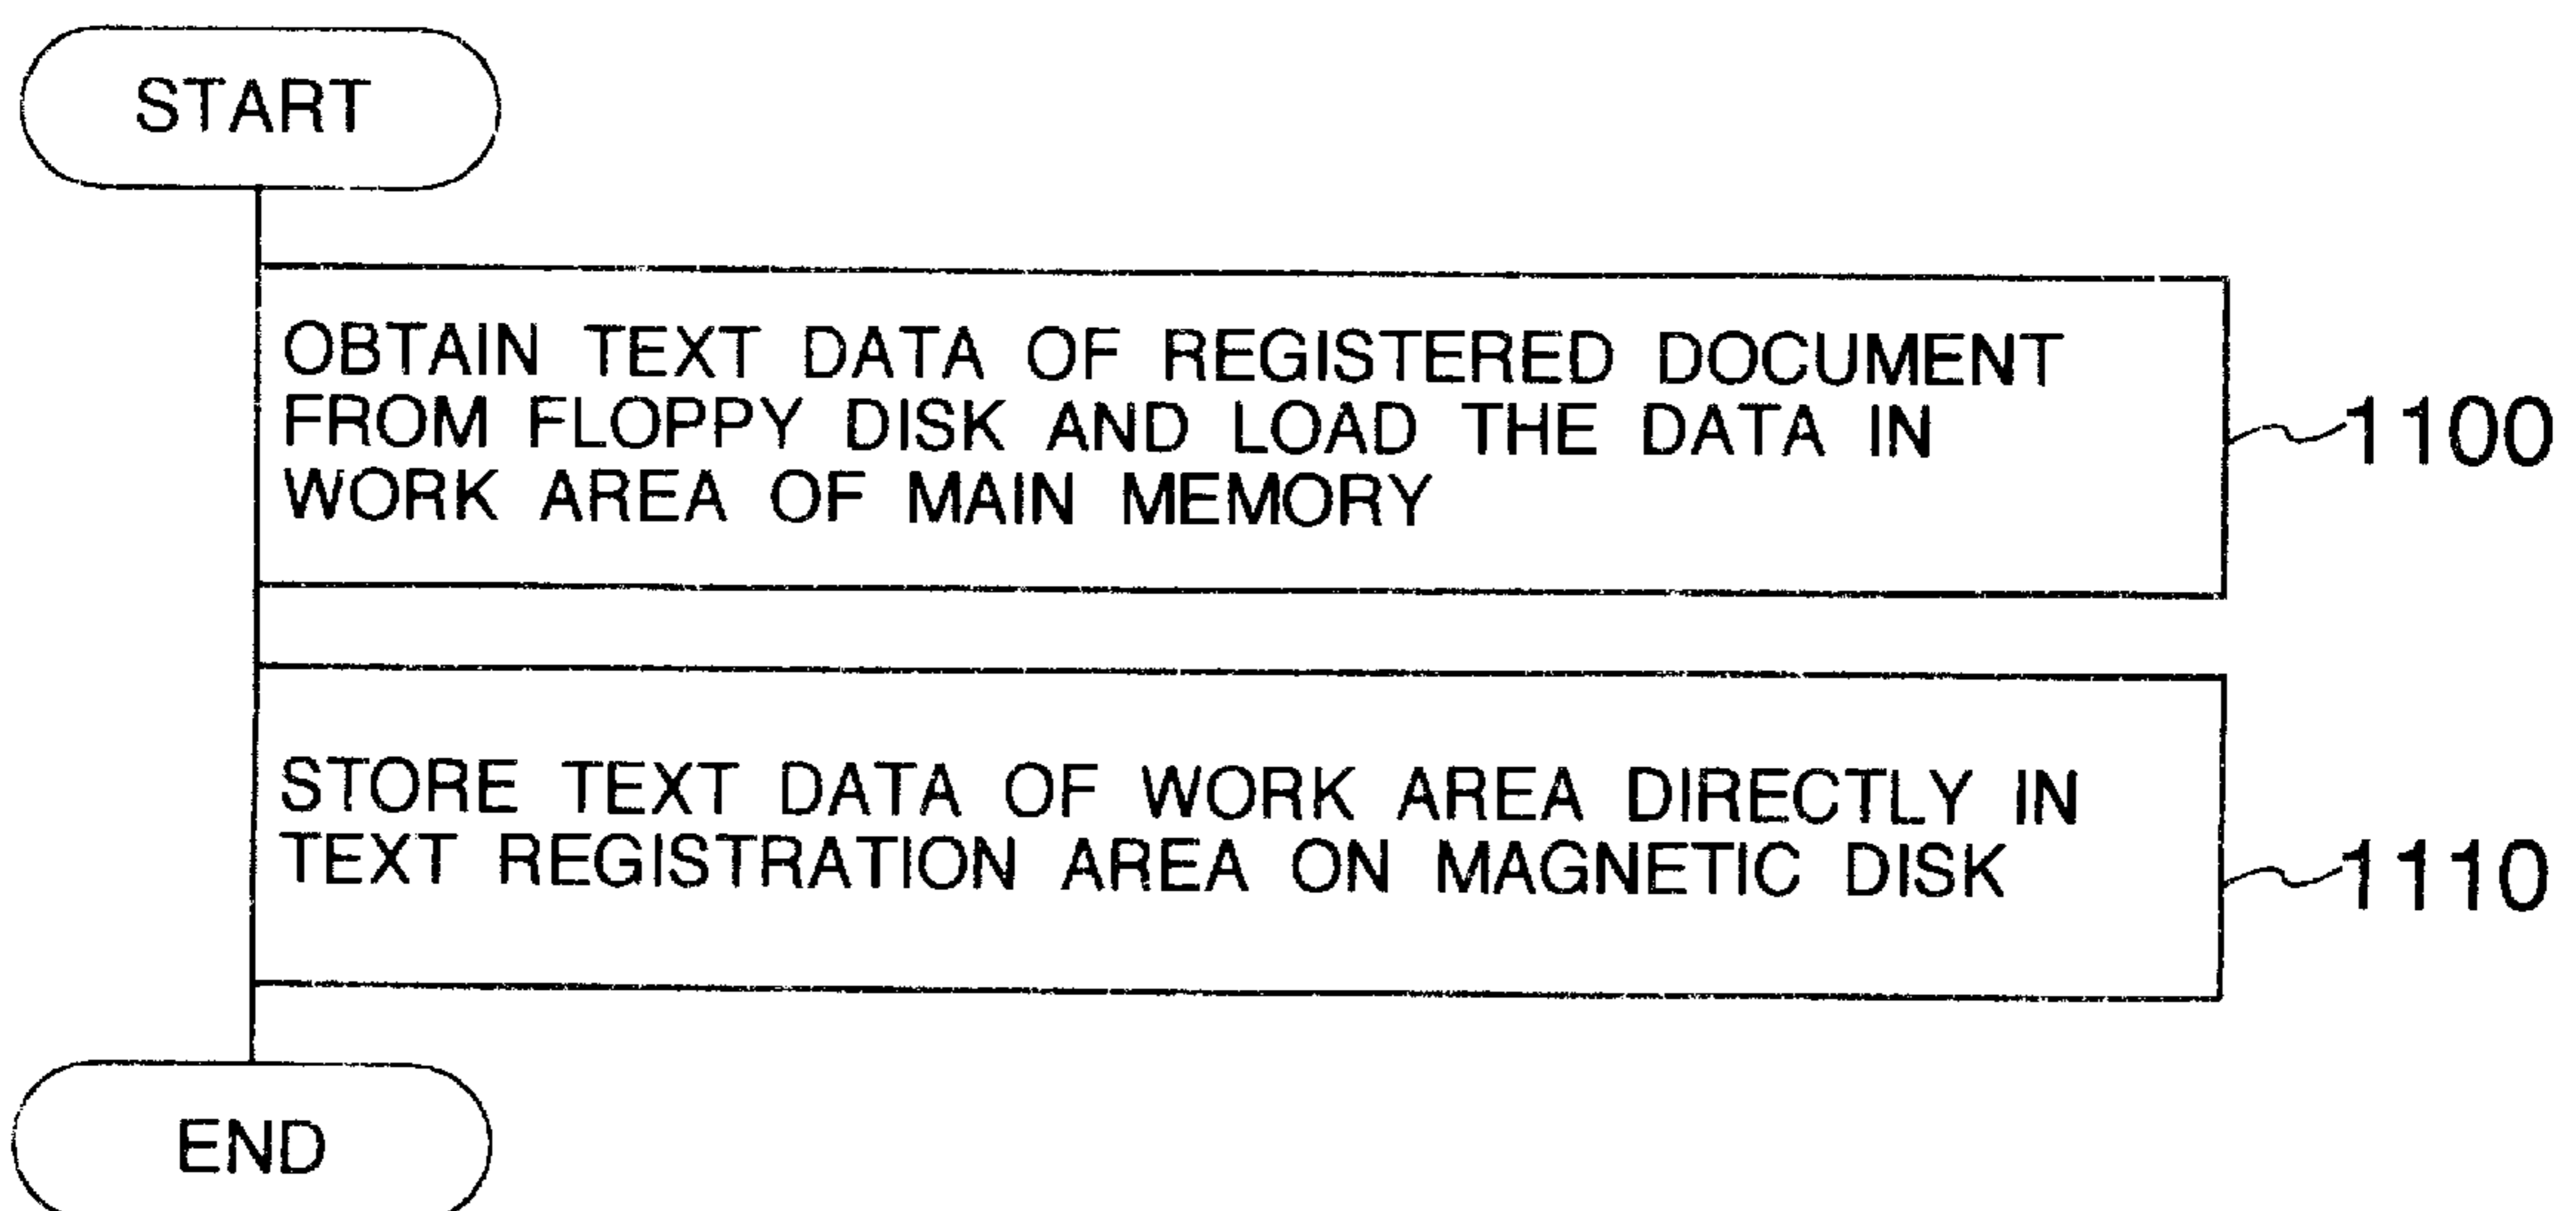 START
OBTAIN TEXT DATA OF REGISTERED DOCUMENT
FROM FLOPPY DISK AND LOAD THE DATA IN
WORK AREA OF MAIN MEMORY
1100
STORE TEXT DATA OF WORK AREA DIRECTLY IN
TEXT REGISTRATION AREA ON MAGNETIC DISK
1110
END